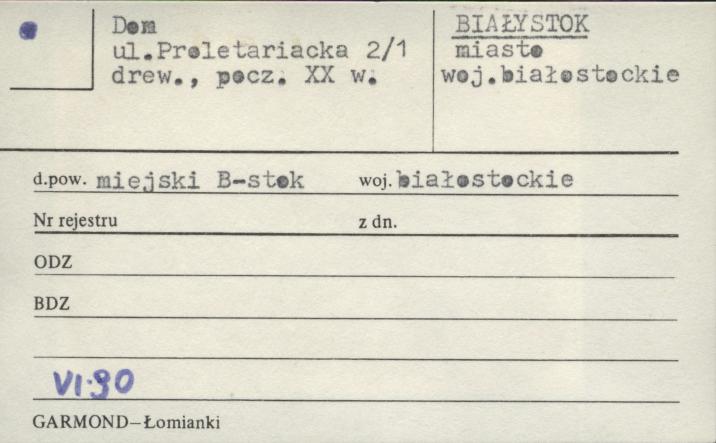 Dom
ul.Proletariacka 2/1
drew., pocz. XX w.
BIAŁYSTOK
miasto
woj.białostockie
d.pow. miejski B-stok woj. białostockie
Nr rejestru z dn.
ODZ
BDZ
VI·90
GARMOND–Łomianki